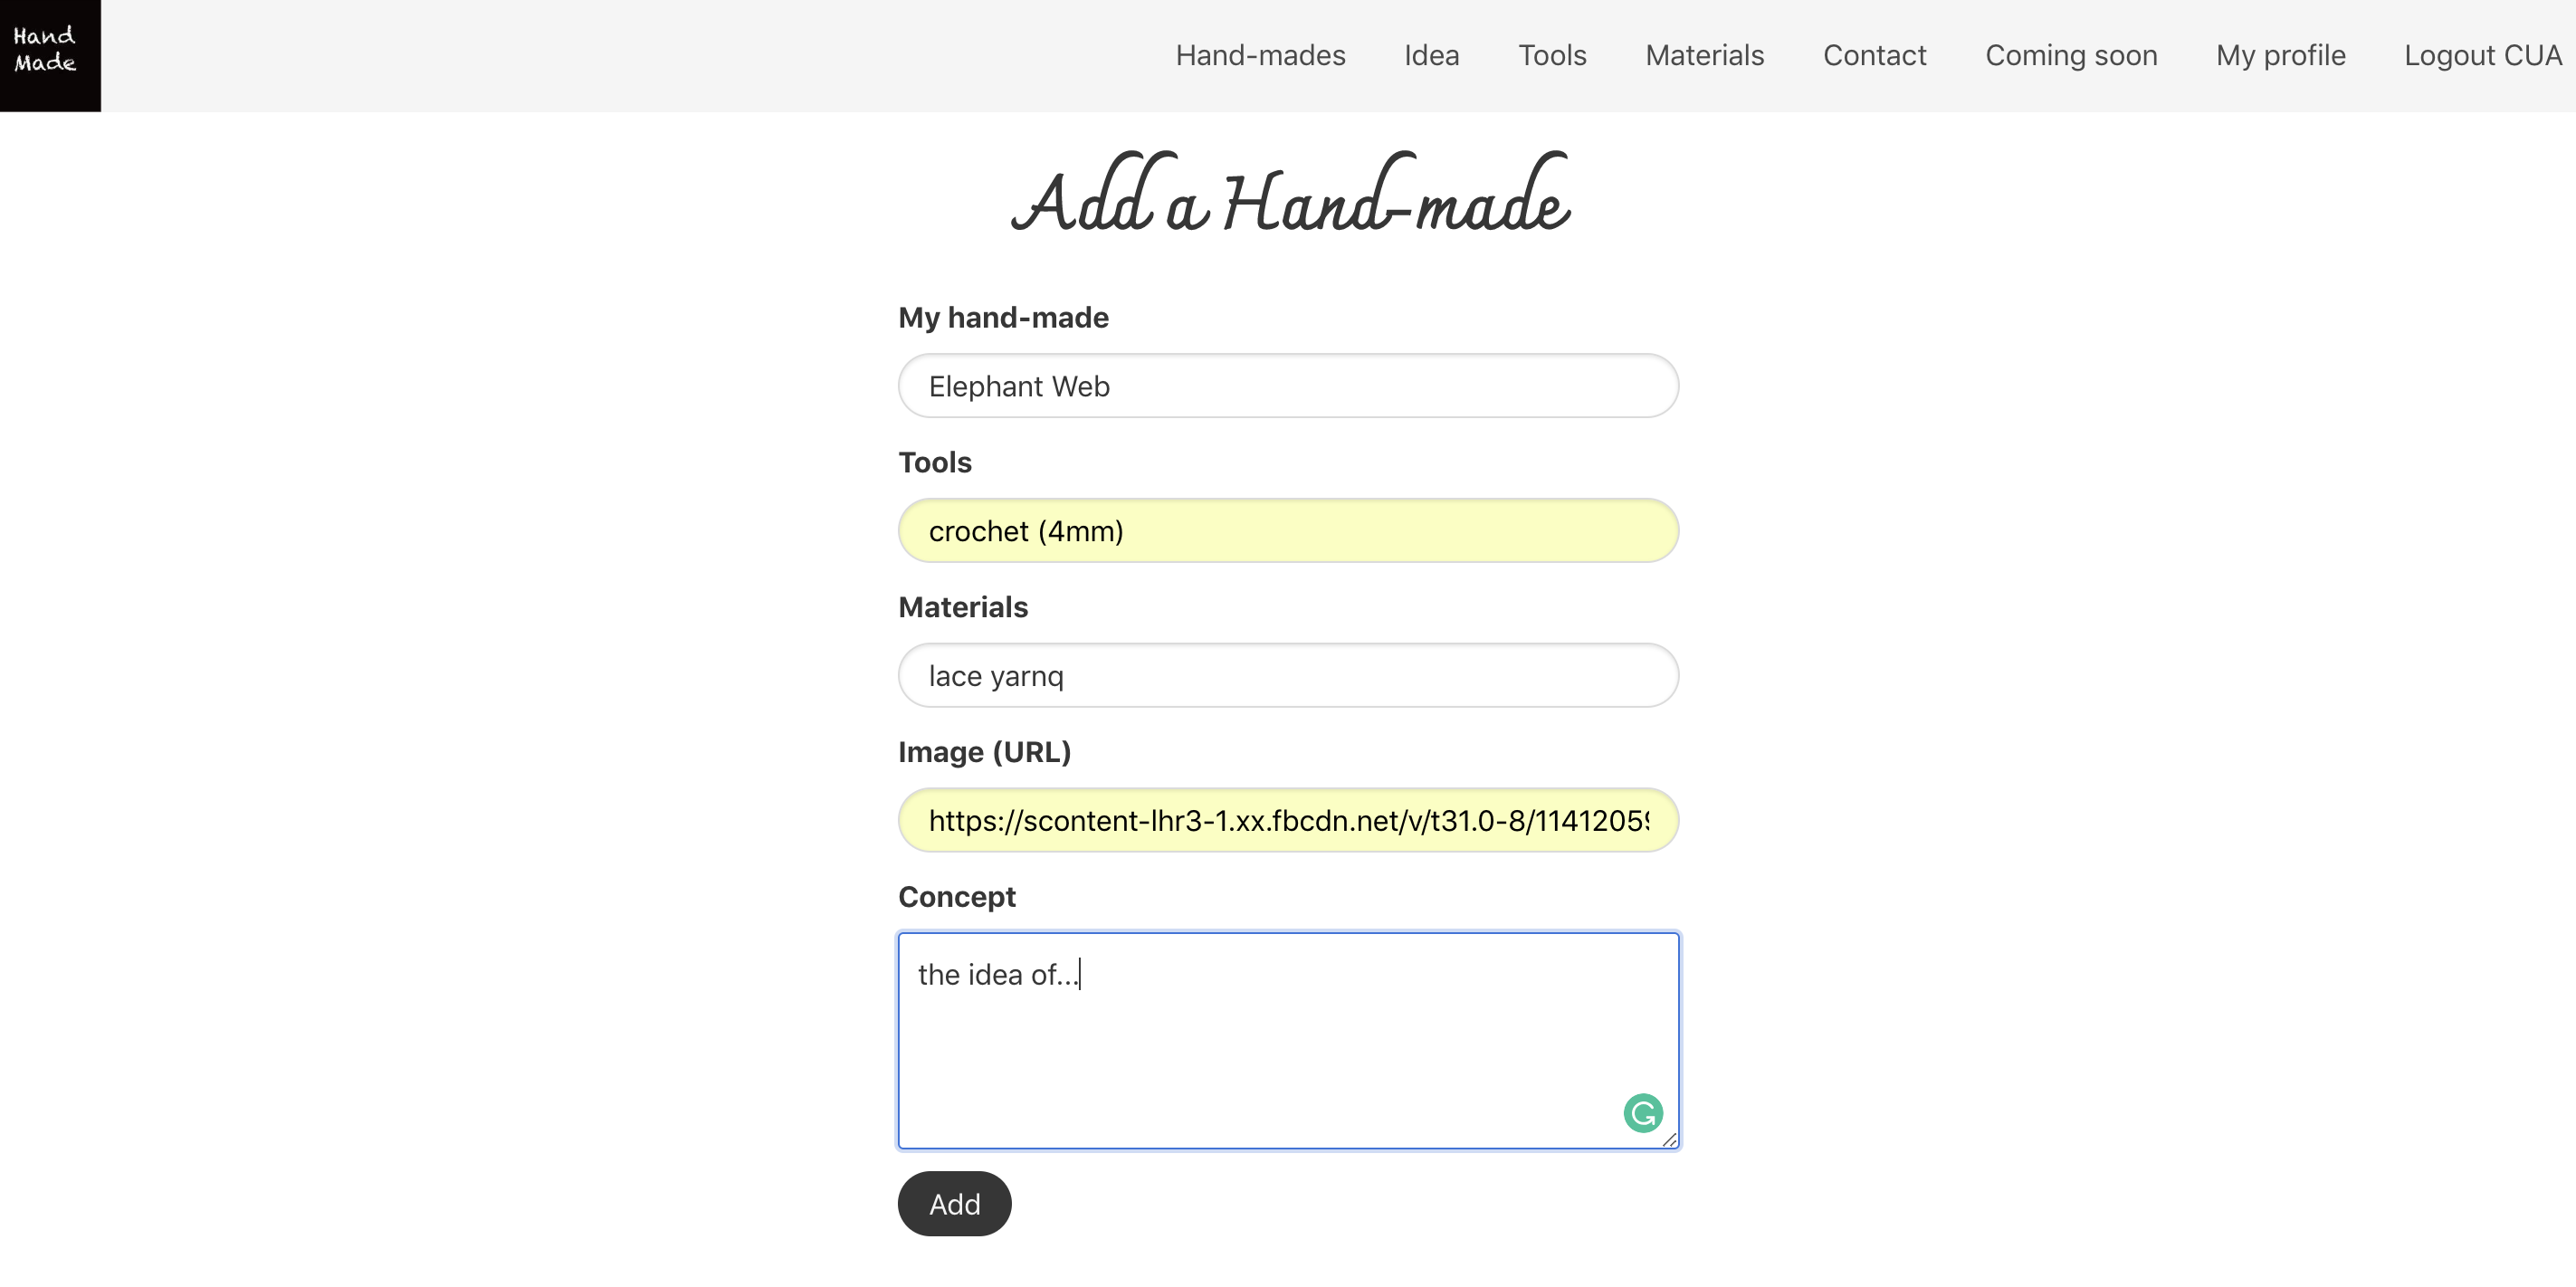 Hand
Made
Hand-mades Idea Tools Materials Contact Coming soon My profile Logout CUA
Add a Hand-made
My hand-made
Elephant Web
Tools
crochet (4mm)
Materials
lace yarnq
Image (URL)
https://scontent-lhr3-1.xx.fbcdn.net/v/t31.0-8/11412059
Concept
the idea of...
Add